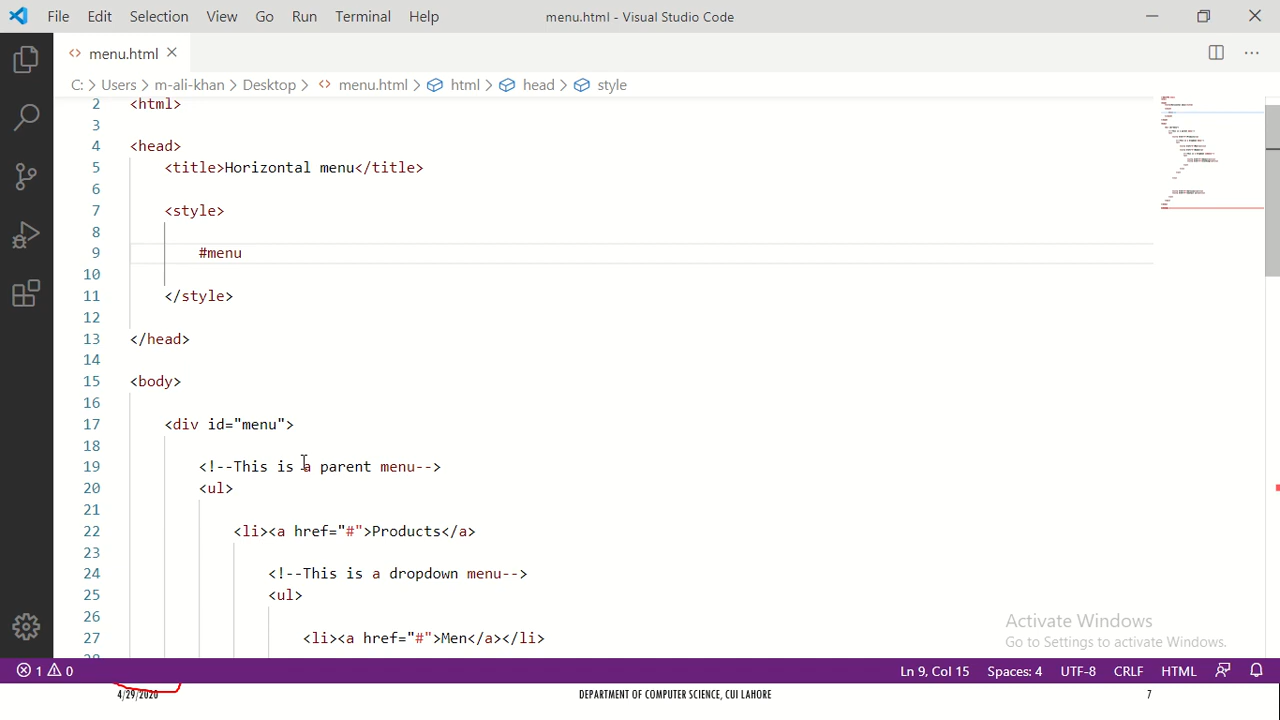 File Edit Selection View Go Run Terminal Help menu.html - Visual Studio Code
menu.html
C: > Users > m-ali-khan > Desktop > menu.html > html > head > style
2 <html>
3
4 <head>
5 <title>Horizontal menu</title>
6
7 <style>
8
9 #menu
10
11 </style>
12
13 </head>
14
15 <body>
16
17 <div id="menu">
18
19 <!--This is a parent menu-->
20 <ul>
21
22 <li><a href="#">Products</a>
23
24 <!--This is a dropdown menu-->
25 <ul>
26
27 <li><a href="#">Men</a></li>
28
Activate Windows
Go to Settings to activate Windows.
1 0 Ln 9, Col 15 Spaces: 4 UTF-8 CRLF HTML
4/29/2020 DEPARTMENT OF COMPUTER SCIENCE, CUI LAHORE 7